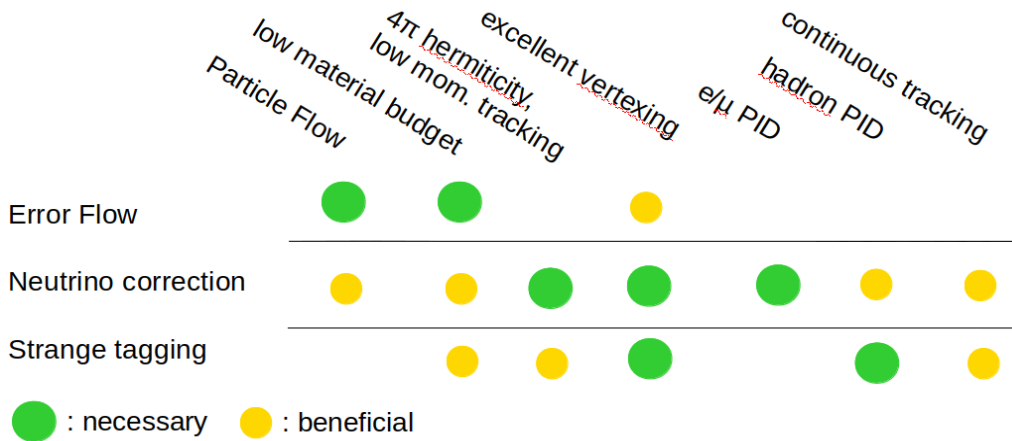 Particle Flow
low material budget
4π hermiticity,
low mom. tracking
excellent vertexing
e/μ PID
hadron PID
continuous tracking
Error Flow
Neutrino correction
Strange tagging
: necessary
: beneficial